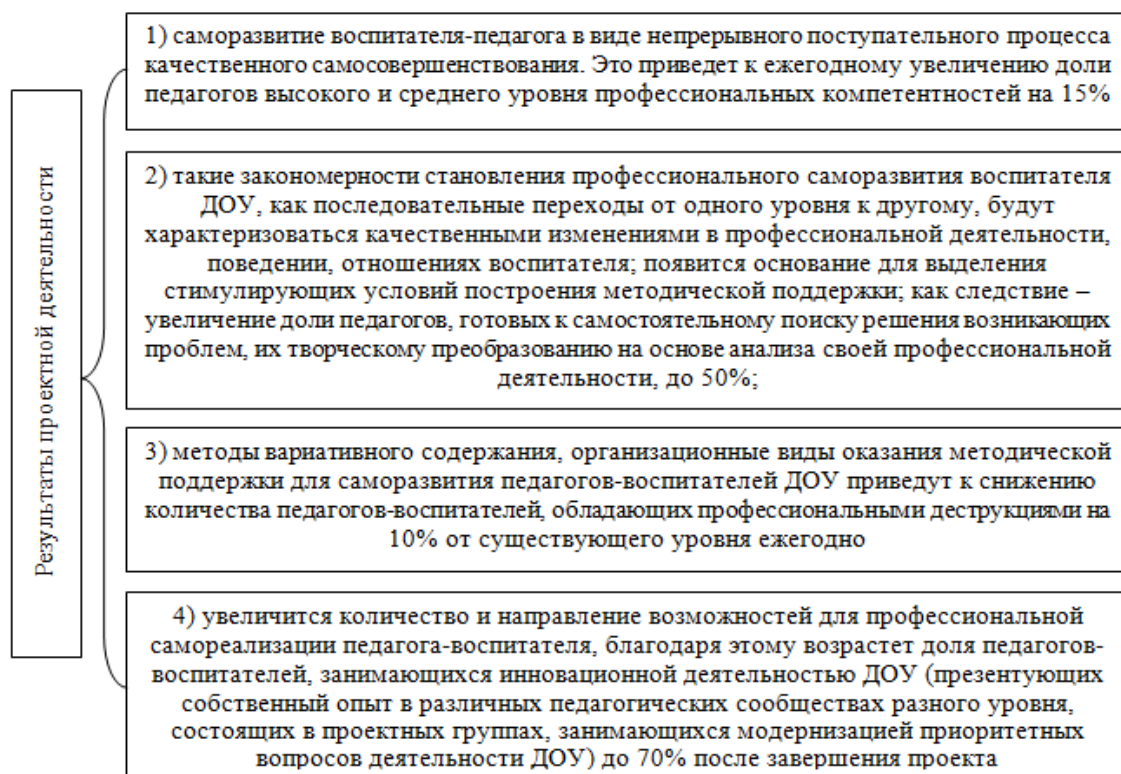 Результаты проектной деятельности
1) саморазвитие воспитателя-педагога в виде непрерывного поступательного процесса
качественного самосовершенствования. Это приведет к ежегодному увеличению доли
педагогов высокого и среднего уровня профессиональных компетентностей на 15%
2) такие закономерности становления профессионального саморазвития воспитателя
ДОУ, как последовательные переходы от одного уровня к другому, будут
характеризоваться качественными изменениями в профессиональной деятельности,
поведении, отношениях воспитателя; появится основание для выделения
стимулирующих условий построения методической поддержки; как следствие –
увеличение доли педагогов, готовых к самостоятельному поиску решения возникающих
проблем, их творческому преобразованию на основе анализа своей профессиональной
деятельности, до 50%;
3) методы вариативного содержания, организационные виды оказания методической
поддержки для саморазвития педагогов-воспитателей ДОУ приведут к снижению
количества педагогов-воспитателей, обладающих профессиональными деструкциями на
10% от существующего уровня ежегодно
4) увеличится количество и направление возможностей для профессиональной
самореализации педагога-воспитателя, благодаря этому возрастет доля педагогов-
воспитателей, занимающихся инновационной деятельностью ДОУ (презентующих
собственный опыт в различных педагогических сообществах разного уровня,
состоящих в проектных группах, занимающихся модернизацией приоритетных
вопросов деятельности ДОУ) до 70% после завершения проекта